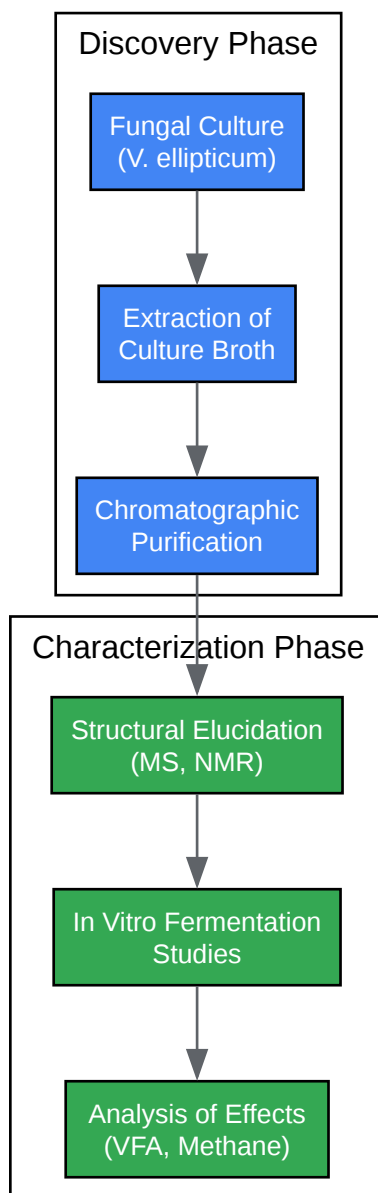 Discovery Phase
Fungal Culture
(V. ellipticum)
Extraction of
Culture Broth
Chromatographic
Purification
Characterization Phase
Structural Elucidation
(MS, NMR)
In Vitro Fermentation
Studies
Analysis of Effects
(VFA, Methane)